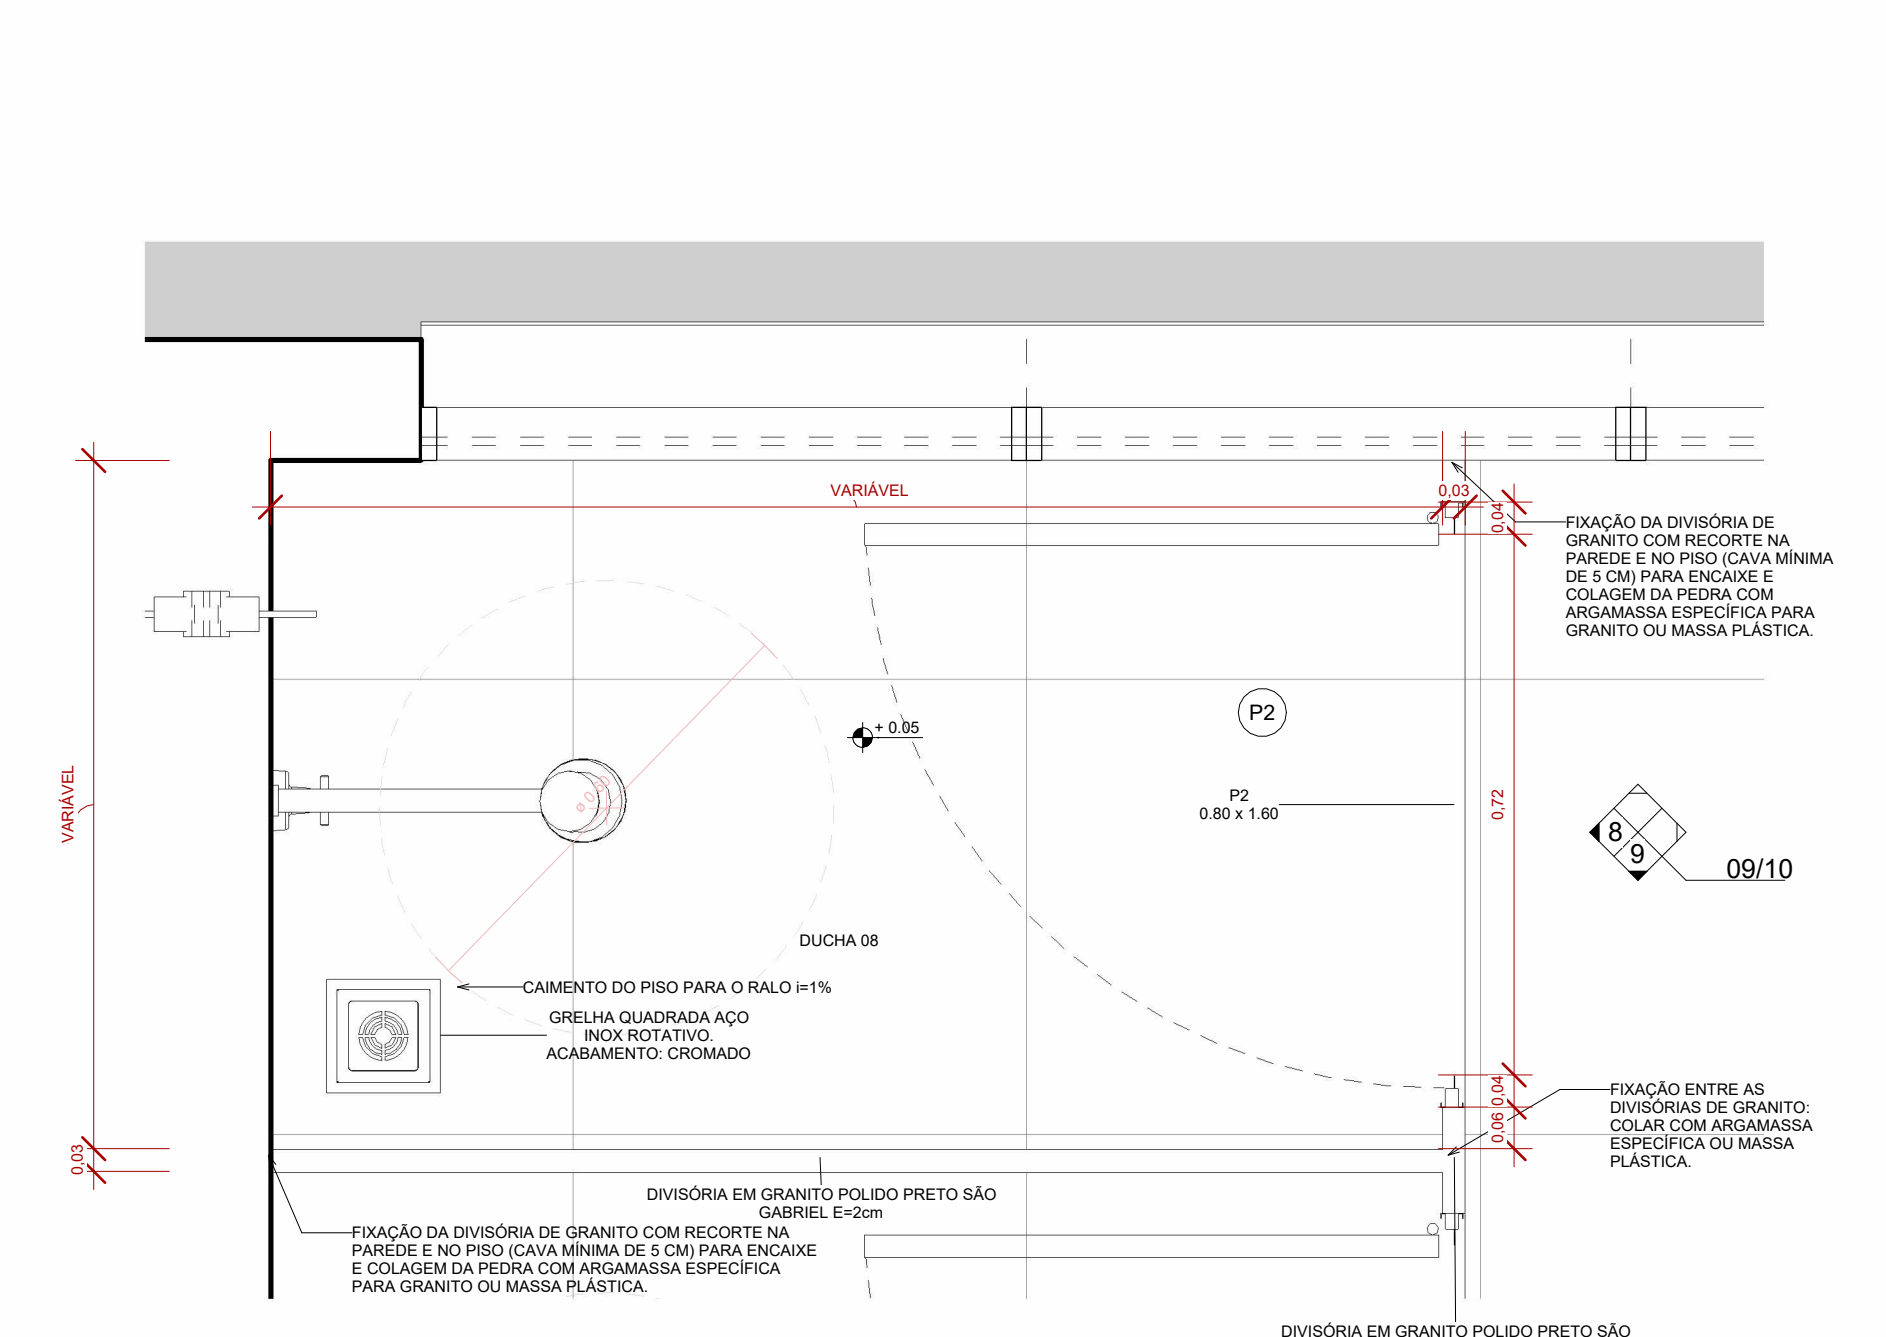 VARIÁVEL
0,03
0,04
FIXAÇÃO DA DIVISÓRIA DE
GRANITO COM RECORTE NA
PAREDE E NO PISO (CAVA MÍNIMA
DE 5 CM) PARA ENCAIXE E
COLAGEM DA PEDRA COM
ARGAMASSA ESPECÍFICA PARA
GRANITO OU MASSA PLÁSTICA.
P2
+ 0.05
VARIÁVEL
ø 0.60
P2
0.80 x 1.60
0,72
8
9
09/10
DUCHA 08
CAIMENTO DO PISO PARA O RALO i=1%
GRELHA QUADRADA AÇO
INOX ROTATIVO.
ACABAMENTO: CROMADO
0,04
0,06
FIXAÇÃO ENTRE AS
DIVISÓRIAS DE GRANITO:
COLAR COM ARGAMASSA
ESPECÍFICA OU MASSA
PLÁSTICA.
0,03
DIVISÓRIA EM GRANITO POLIDO PRETO SÃO
GABRIEL E=2cm
FIXAÇÃO DA DIVISÓRIA DE GRANITO COM RECORTE NA
PAREDE E NO PISO (CAVA MÍNIMA DE 5 CM) PARA ENCAIXE
E COLAGEM DA PEDRA COM ARGAMASSA ESPECÍFICA
PARA GRANITO OU MASSA PLÁSTICA.
DIVISÓRIA EM GRANITO POLIDO PRETO SÃO